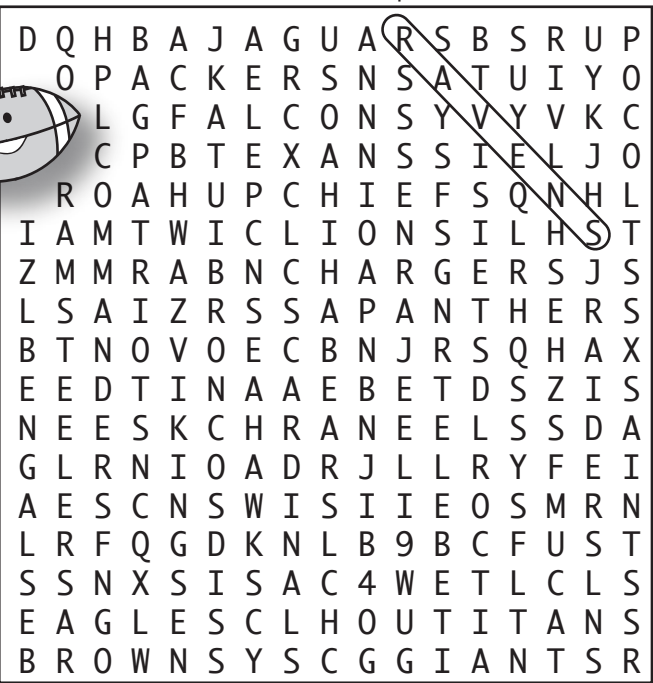 D Q H B A J A G U A R S B S R U P
O P A C K E R S N S A T U I Y O
L G F A L C O N S Y V Y V K C
C P B T E X A N S S I E L J O
R O A H U P C H I E F S Q N H L
I A M T W I C L I O N S I L H S T
Z M M R A B N C H A R G E R S J S
L S A I Z R S S A P A N T H E R S
B T N O V O E C B N J R S Q H A X
E E D T I N A A E B E T D S Z I S
N E E S K C H R A N E E L S S D A
G L R N I O A D R J L L R Y F E I
A E S C N S W I S I I E O S M R N
L R F Q G D K N L B 9 B C F U S T
S S N X S I S A C 4 W E T L C L S
E A G L E S C L H O U T I T A N S
B R O W N S Y S C G G I A N T S R